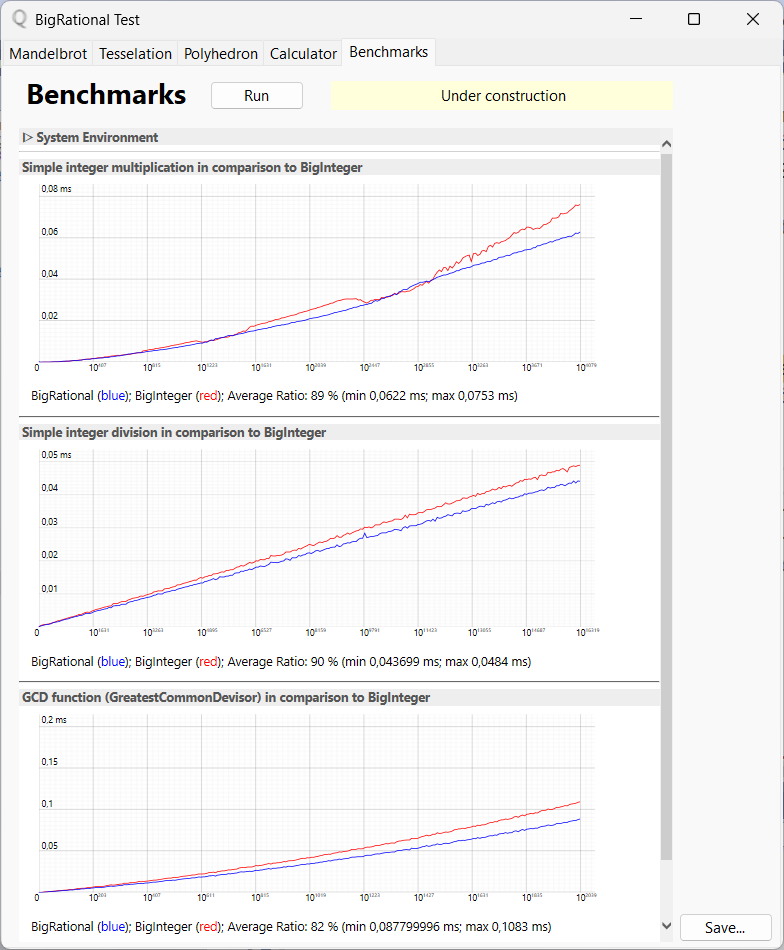 BigRational Test
Mandelbrot Tesselation Polyhedron Calculator Benchmarks
Benchmarks Run Under construction
System Environment
Simple integer multiplication in comparison to BigInteger
0.08 ms
0.06
0.04
0.02
0 10^407 10^815 10^1223 10^1631 10^2039 10^2447 10^2855 10^3263 10^3671 10^4079
BigRational (blue); BigInteger (red); Average Ratio: 89 % (min 0,0622 ms; max 0,0753 ms)
Simple integer division in comparison to BigInteger
0.05 ms
0.04
0.03
0.02
0.01
0 10^1631 10^3263 10^4895 10^6527 10^8159 10^9791 10^11423 10^13055 10^14687 10^16319
BigRational (blue); BigInteger (red); Average Ratio: 90 % (min 0,043699 ms; max 0,0484 ms)
GCD function (GreatestCommonDevisor) in comparison to BigInteger
0.2 ms
0.15
0.1
0.05
0 10^203 10^407 10^611 10^815 10^1019 10^1223 10^1427 10^1631 10^1835 10^2039
BigRational (blue); BigInteger (red); Average Ratio: 82 % (min 0,087799996 ms; max 0,1083 ms)
Save...